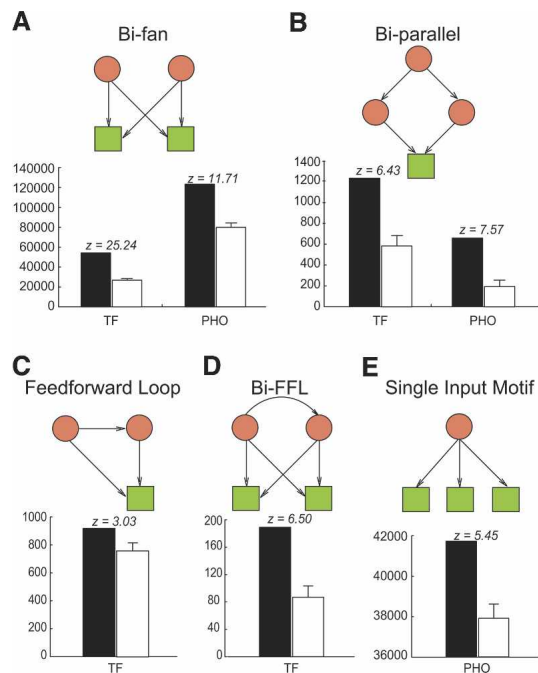 A
Bi-fan
140000
120000
100000
80000
60000
40000
20000
0
z = 25.24
z = 11.71
TF
PHO
B
Bi-parallel
1400
1200
1000
800
600
400
200
0
z = 6.43
z = 7.57
TF
PHO
C
Feedforward Loop
1000
800
600
400
200
0
z = 3.03
TF
D
Bi-FFL
200
160
120
80
40
0
z = 6.50
TF
E
Single Input Motif
42000
40000
38000
36000
z = 5.45
PHO